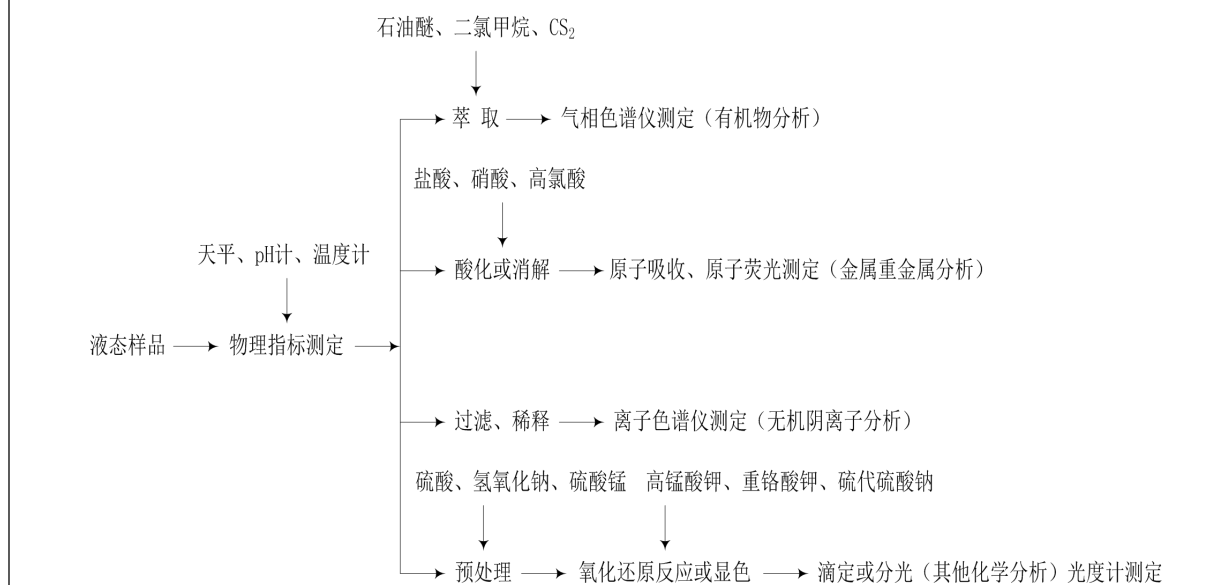 石油醚、二氯甲烷、CS₂
萃 取 气相色谱仪测定（有机物分析）
盐酸、硝酸、高氯酸
天平、pH计、温度计
酸化或消解 原子吸收、原子荧光测定（金属重金属分析）
液态样品 物理指标测定
过滤、稀释 离子色谱仪测定（无机阴离子分析）
硫酸、氢氧化钠、硫酸锰 高锰酸钾、重铬酸钾、硫代硫酸钠
预处理 氧化还原反应或显色 滴定或分光（其他化学分析）光度计测定